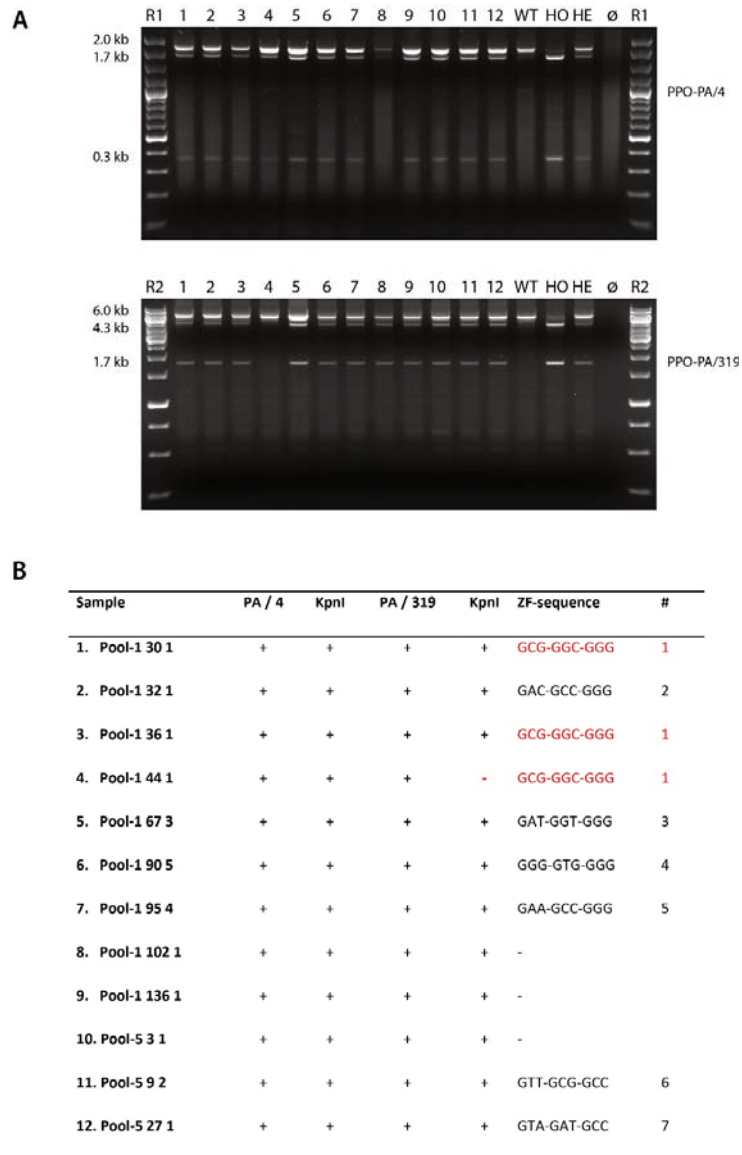 A
R1 1 2 3 4 5 6 7 8 9 10 11 12 WT HO HE Ø R1
2.0 kb
1.7 kb
PPO-PA/4
0.3 kb
R2 1 2 3 4 5 6 7 8 9 10 11 12 WT HO HE Ø R2
6.0 kb
4.3 kb
1.7 kb PPO-PA/319
B
Sample PA / 4 KpnI PA / 319 KpnI ZF-sequence #
1. Pool-1 30 1 + + + + GCG-GGC-GGG 1
2. Pool-1 32 1 + + + + GAC-GCC-GGG 2
3. Pool-1 36 1 + + + + GCG-GGC-GGG 1
4. Pool-1 44 1 + + + - GCG-GGC-GGG 1
5. Pool-1 67 3 + + + + GAT-GGT-GGG 3
6. Pool-1 90 5 + + + + GGG-GTG-GGG 4
7. Pool-1 95 4 + + + + GAA-GCC-GGG 5
8. Pool-1 102 1 + + + + -
9. Pool-1 136 1 + + + + -
10. Pool-5 3 1 + + + + -
11. Pool-5 9 2 + + + + GTT-GCG-GCC 6
12. Pool-5 27 1 + + + + GTA-GAT-GCC 7